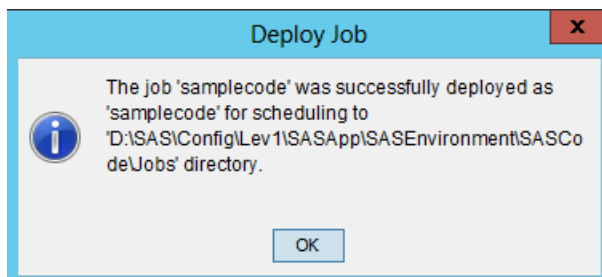 Deploy Job
x
The job 'samplecode' was successfully deployed as
'samplecode' for scheduling to
'D:\SAS\Config\Lev1\SASApp\SASEnvironment\SASCo
de\Jobs' directory.
OK